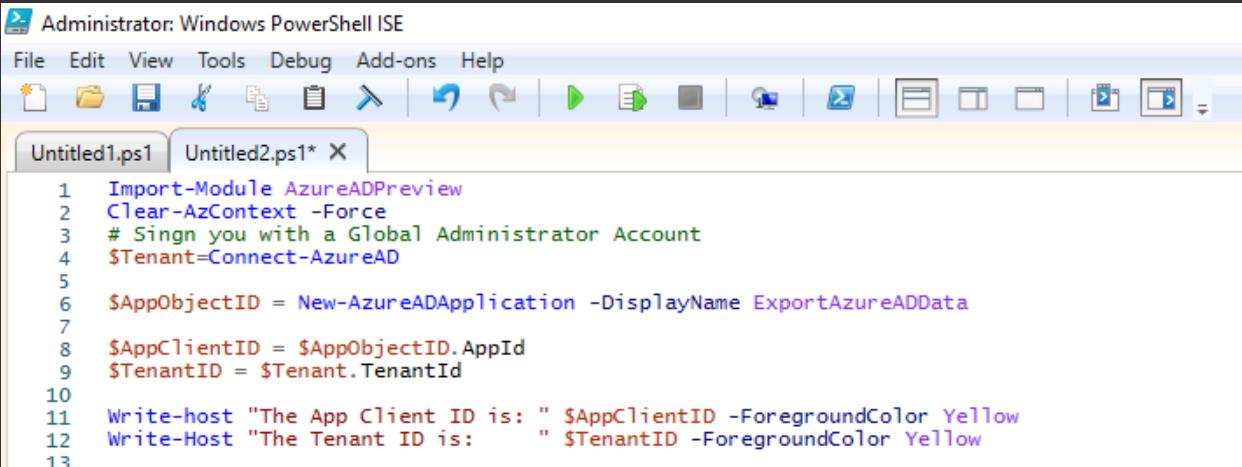 Administrator: Windows PowerShell ISE
File Edit View Tools Debug Add-ons Help
Untitled1.ps1 Untitled2.ps1* X
1 Import-Module AzureADPreview
2 Clear-AzContext -Force
3 # Singn you with a Global Administrator Account
4 $Tenant=Connect-AzureAD
5
6 $AppObjectID = New-AzureADApplication -DisplayName ExportAzureADData
7
8 $AppClientID = $AppObjectID.AppId
9 $TenantID = $Tenant.TenantId
10
11 Write-host "The App Client ID is: " $AppClientID -ForegroundColor Yellow
12 Write-Host "The Tenant ID is:     " $TenantID -ForegroundColor Yellow
13